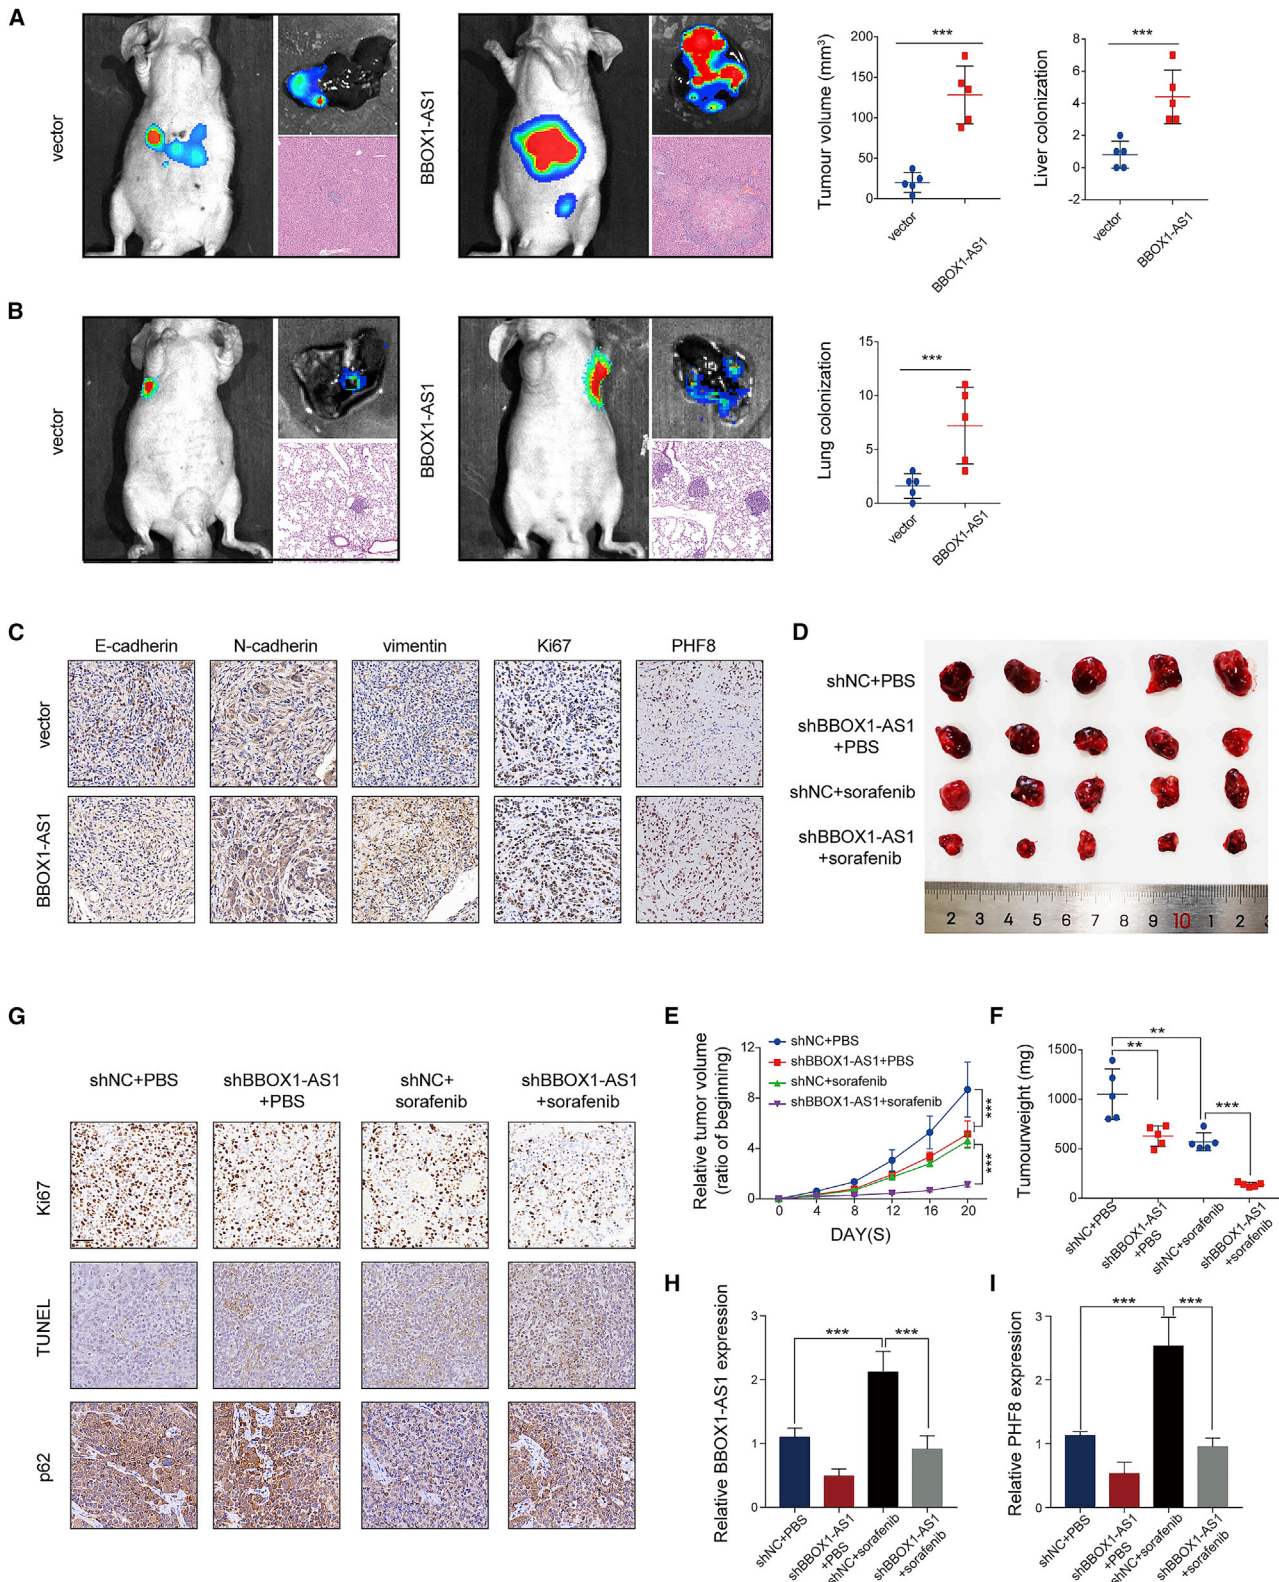 A
vector
BBOX1-AS1
Tumour volume (mm³)
200
150
100
50
0
***
vector
BBOX1-AS1
Liver colonization
8
6
4
2
0
-2
***
vector
BBOX1-AS1
B
vector
BBOX1-AS1
Lung colonization
15
10
5
0
***
vector
BBOX1-AS1
C
E-cadherin
N-cadherin
vimentin
Ki67
PHF8
vector
BBOX1-AS1
D
shNC+PBS
shBBOX1-AS1
+PBS
shNC+sorafenib
shBBOX1-AS1
+sorafenib
2 3 4 5 6 7 8 9 10 1 2
G
shNC+PBS
shBBOX1-AS1
+PBS
shNC+
sorafenib
shBBOX1-AS1
+sorafenib
Ki67
TUNEL
p62
E
Relative tumor volume
(ratio of beginning)
12
8
4
0
shNC+PBS
shBBOX1-AS1+PBS
shNC+sorafenib
shBBOX1-AS1+sorafenib
***
***
0 4 8 12 16 20
DAY(S)
F
Tumourweight (mg)
1500
1000
500
0
**
**
***
shNC+PBS
shBBOX1-AS1
+PBS
shNC+sorafenib
shBBOX1-AS1
+sorafenib
H
Relative BBOX1-AS1 expression
3
2
1
0
***
***
shNC+PBS
shBBOX1-AS1
+PBS
shNC+sorafenib
shBBOX1-AS1
+sorafenib
I
Relative PHF8 expression
3
2
1
0
***
***
shNC+PBS
shBBOX1-AS1
+PBS
shNC+sorafenib
shBBOX1-AS1
+sorafenib